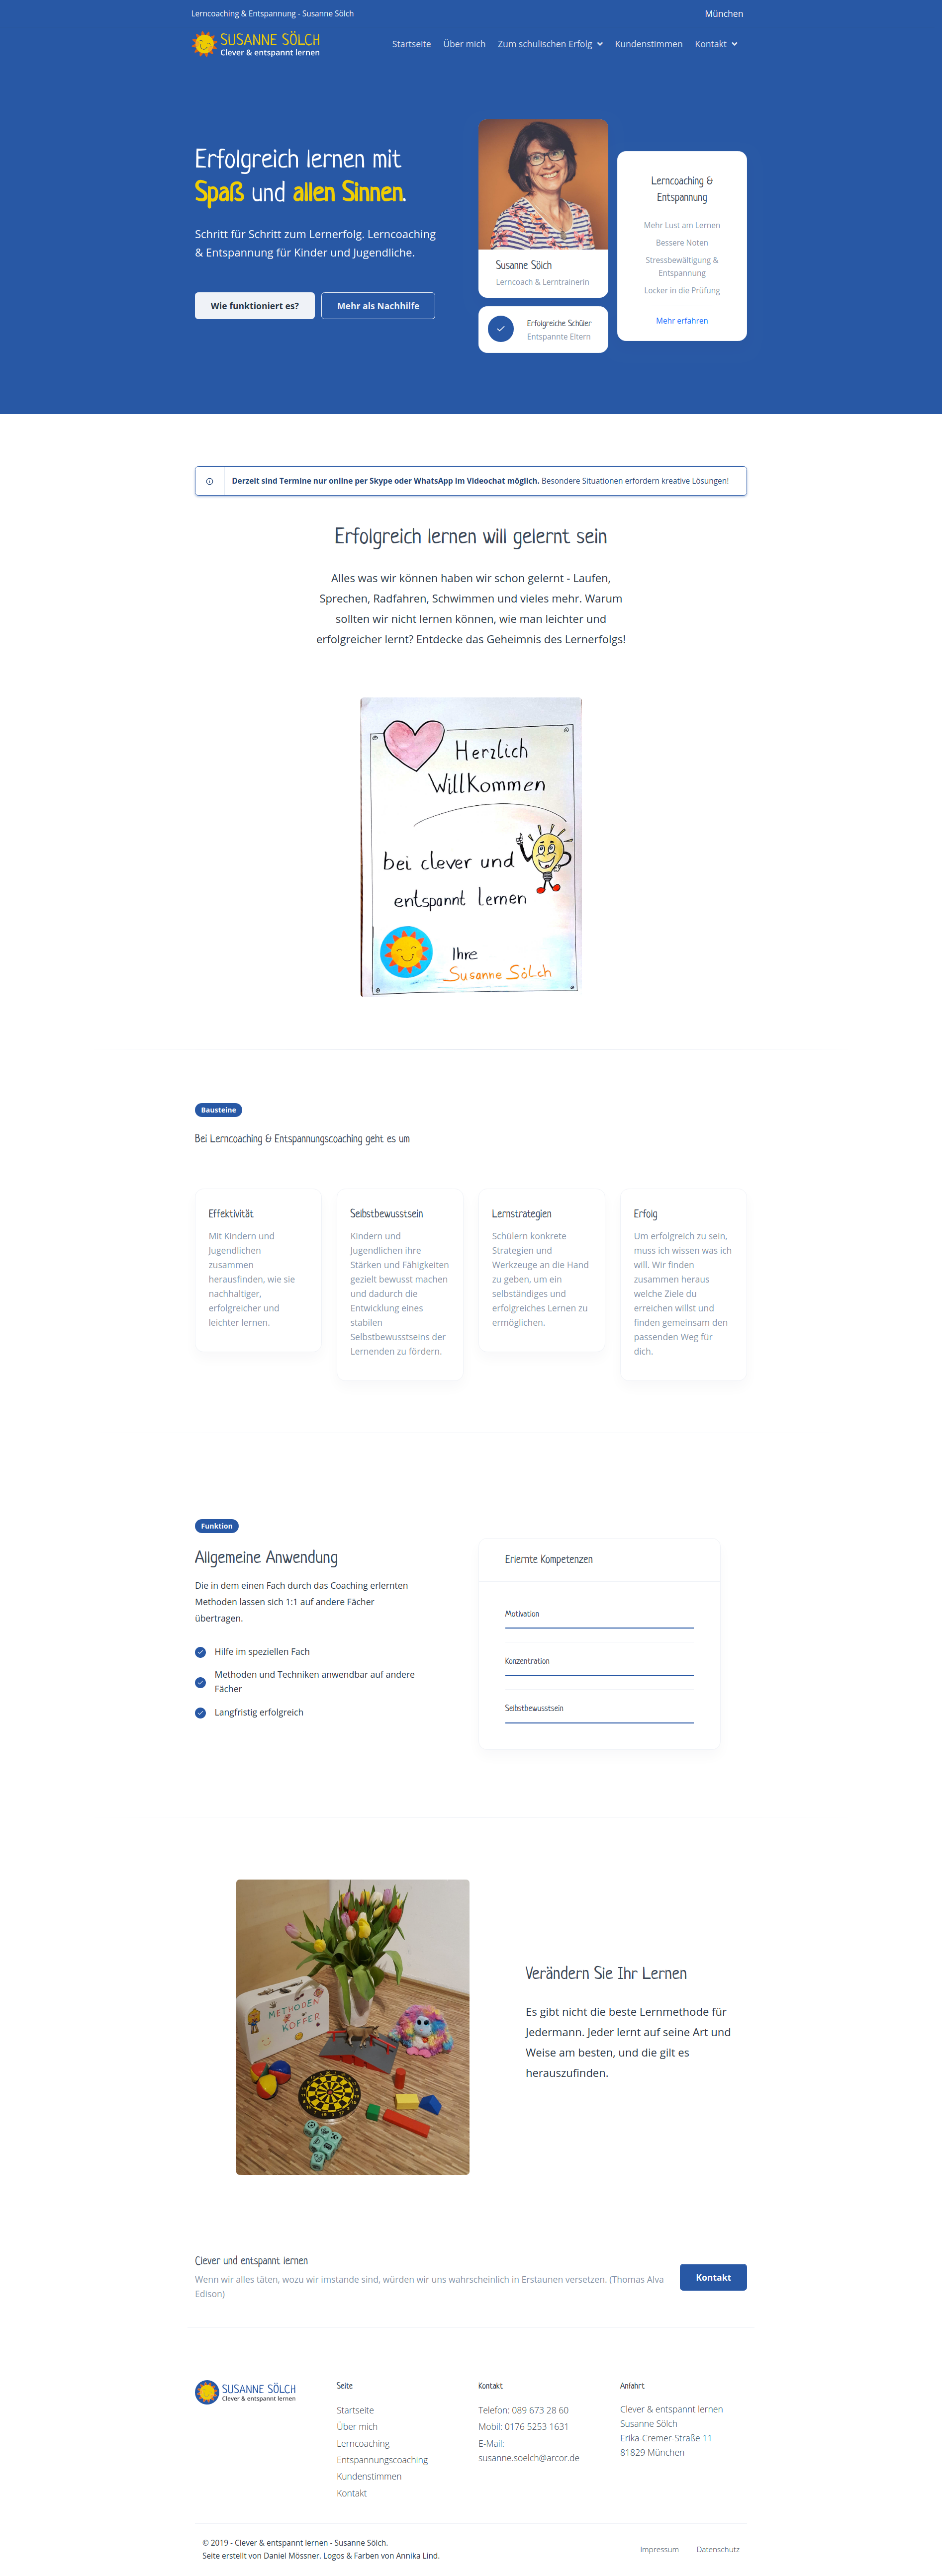 Lerncoaching & Entspannung - Susanne Sölch
München
SUSANNE SÖLCH
Clever & entspannt lernen
Startseite
Über mich
Zum schulischen Erfolg
Kundenstimmen
Kontakt
Erfolgreich lernen mit
Spaß und allen Sinnen.
Schritt für Schritt zum Lernerfolg. Lerncoaching
& Entspannung für Kinder und Jugendliche.
Wie funktioniert es?
Mehr als Nachhilfe
Susanne Sölch
Lerncoach & Lerntrainerin
Erfolgreiche Schüler
Entspannte Eltern
Lerncoaching &
Entspannung
Mehr Lust am Lernen
Bessere Noten
Stressbewältigung &
Entspannung
Locker in die Prüfung
Mehr erfahren
Derzeit sind Termine nur online per Skype oder WhatsApp im Videochat möglich. Besondere Situationen erfordern kreative Lösungen!
Erfolgreich lernen will gelernt sein
Alles was wir können haben wir schon gelernt - Laufen,
Sprechen, Radfahren, Schwimmen und vieles mehr. Warum
sollten wir nicht lernen können, wie man leichter und
erfolgreicher lernt? Entdecke das Geheimnis des Lernerfolgs!
Herzlich
Willkommen
bei clever und
entspannt lernen
Ihre
Susanne Sölch
Bausteine
Bei Lerncoaching & Entspannungscoaching geht es um
Effektivität
Mit Kindern und
Jugendlichen
zusammen
herausfinden, wie sie
nachhaltiger,
erfolgreicher und
leichter lernen.
Selbstbewusstsein
Kindern und
Jugendlichen ihre
Stärken und Fähigkeiten
gezielt bewusst machen
und dadurch die
Entwicklung eines
stabilen
Selbstbewusstseins der
Lernenden zu fördern.
Lernstrategien
Schülern konkrete
Strategien und
Werkzeuge an die Hand
zu geben, um ein
selbständiges und
erfolgreiches Lernen zu
ermöglichen.
Erfolg
Um erfolgreich zu sein,
muss ich wissen was ich
will. Wir finden
zusammen heraus
welche Ziele du
erreichen willst und
finden gemeinsam den
passenden Weg für
dich.
Funktion
Allgemeine Anwendung
Die in dem einen Fach durch das Coaching erlernten
Methoden lassen sich 1:1 auf andere Fächer
übertragen.
Hilfe im speziellen Fach
Methoden und Techniken anwendbar auf andere
Fächer
Langfristig erfolgreich
Erlernte Kompetenzen
Motivation
Konzentration
Selbstbewusstsein
METHODEN
KOFFER
Verändern Sie Ihr Lernen
Es gibt nicht die beste Lernmethode für
Jedermann. Jeder lernt auf seine Art und
Weise am besten, und die gilt es
herauszufinden.
Clever und entspannt lernen
Wenn wir alles täten, wozu wir imstande sind, würden wir uns wahrscheinlich in Erstaunen versetzen. (Thomas Alva
Edison)
Kontakt
SUSANNE SÖLCH
Clever & entspannt lernen
Seite
Startseite
Über mich
Lerncoaching
Entspannungscoaching
Kundenstimmen
Kontakt
Kontakt
Telefon: 089 673 28 60
Mobil: 0176 5253 1631
E-Mail:
susanne.soelch@arcor.de
Anfahrt
Clever & entspannt lernen
Susanne Sölch
Erika-Cremer-Straße 11
81829 München
© 2019 - Clever & entspannt lernen - Susanne Sölch.
Seite erstellt von Daniel Mössner. Logos & Farben von Annika Lind.
Impressum
Datenschutz